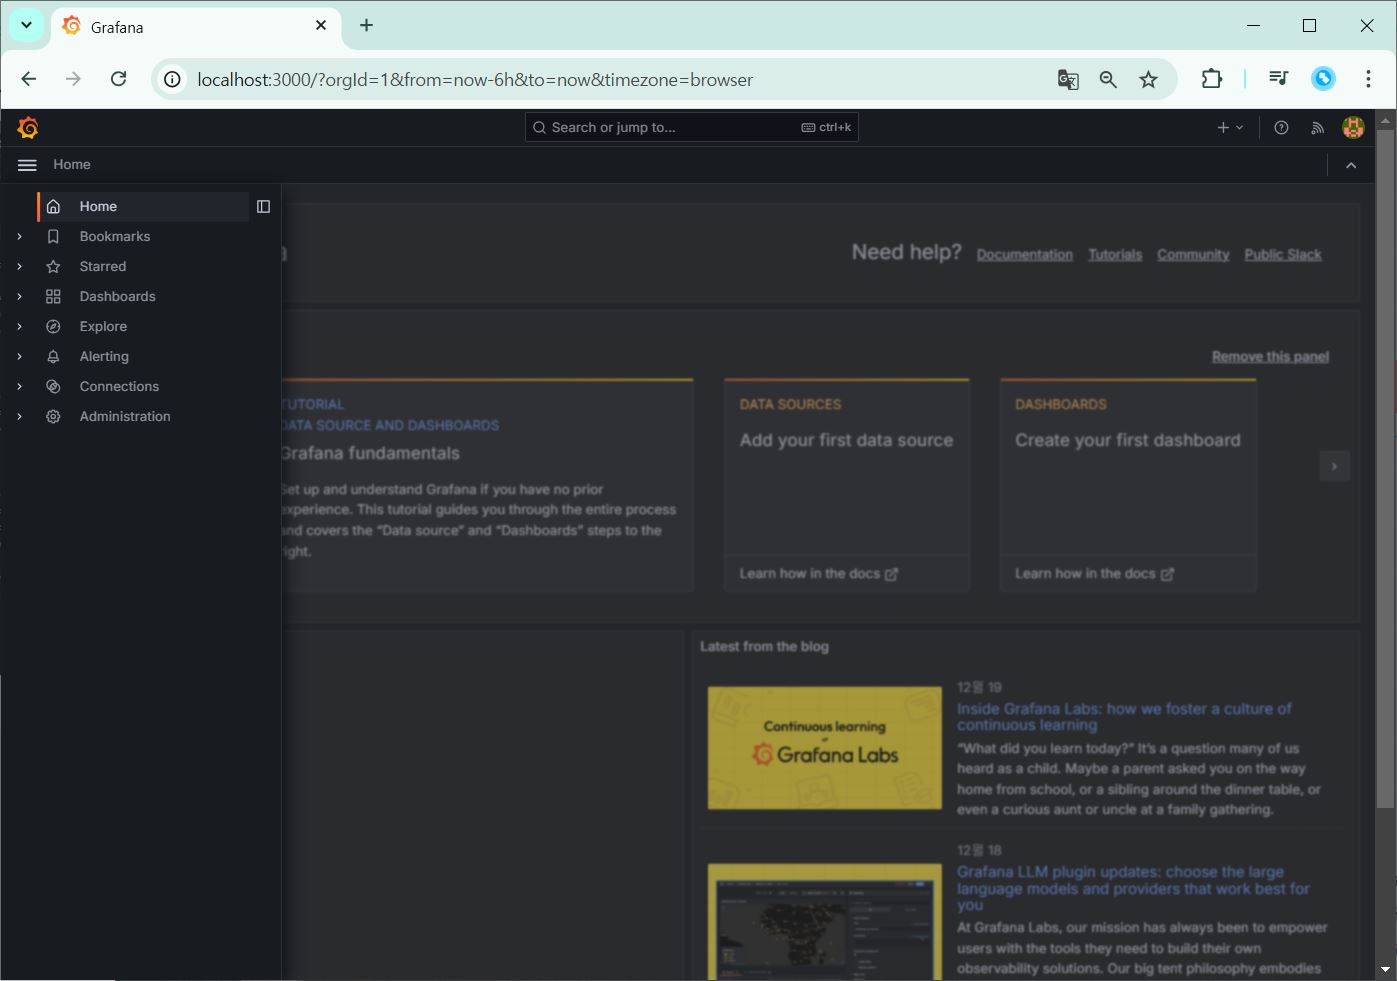 Grafana
localhost:3000/?orgId=1&from=now-6h&to=now&timezone=browser
Search or jump to...
ctrl+k
Home
Home
Bookmarks
Starred
Dashboards
Explore
Alerting
Connections
Administration
a
Need help?
Documentation
Tutorials
Community
Public Slack
Remove this panel
TUTORIAL
DATA SOURCE AND DASHBOARDS
Grafana fundamentals
Set up and understand Grafana if you have no prior
experience. This tutorial guides you through the entire process
and covers the “Data source” and “Dashboards” steps to the
right.
DATA SOURCES
Add your first data source
Learn how in the docs
DASHBOARDS
Create your first dashboard
Learn how in the docs
Latest from the blog
Continuous learning
at
Grafana Labs
12월 19
Inside Grafana Labs: how we foster a culture of
continuous learning
“What did you learn today?” It’s a question many of us
heard as a child. Maybe a parent asked you on the way
home from school, or a sibling around the dinner table, or
even a curious aunt or uncle at a family gathering.
12월 18
Grafana LLM plugin updates: choose the large
language models and providers that work best for
you
At Grafana Labs, our mission has always been to empower
users with the tools they need to build their own
observability solutions. Our big tent philosophy embodies